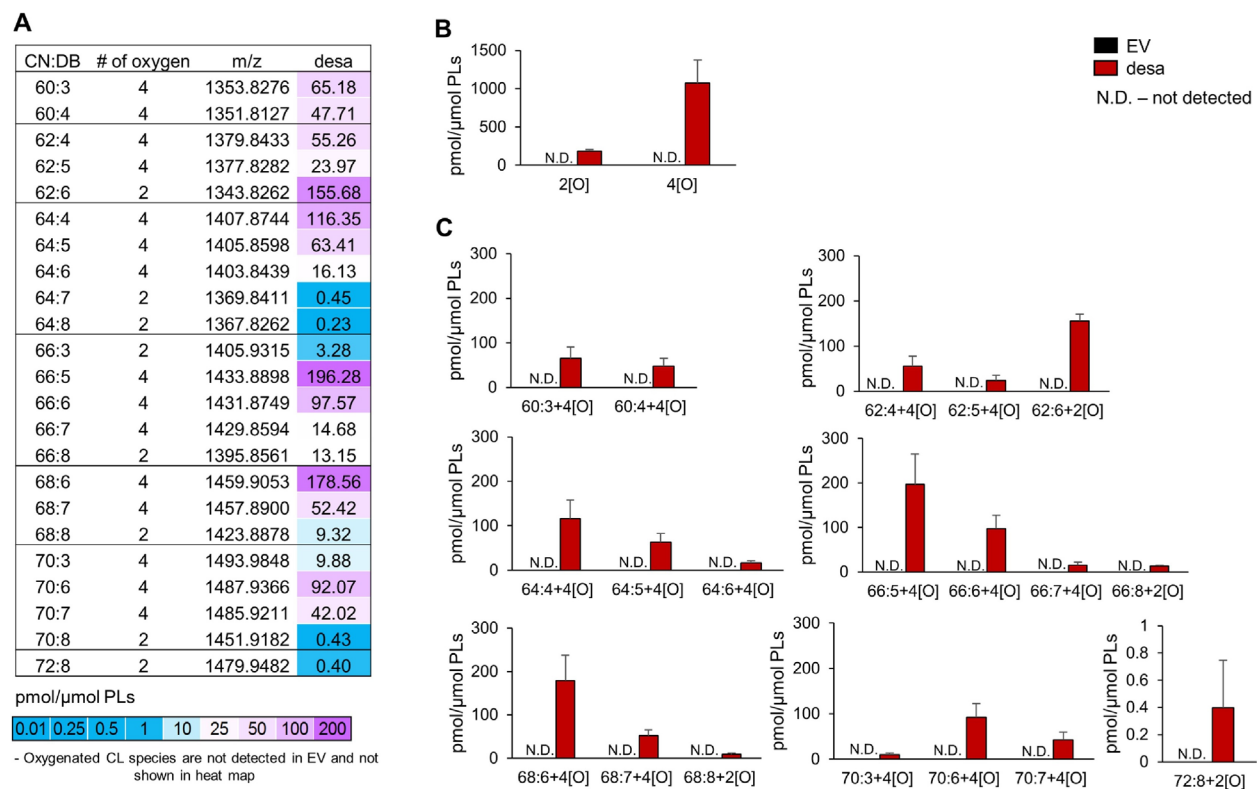 A
CN:DB # of oxygen m/z desa
60:3 4 1353.8276 65.18
60:4 4 1351.8127 47.71
62:4 4 1379.8433 55.26
62:5 4 1377.8282 23.97
62:6 2 1343.8262 155.68
64:4 4 1407.8744 116.35
64:5 4 1405.8598 63.41
64:6 4 1403.8439 16.13
64:7 2 1369.8411 0.45
64:8 2 1367.8262 0.23
66:3 2 1405.9315 3.28
66:5 4 1433.8898 196.28
66:6 4 1431.8749 97.57
66:7 4 1429.8594 14.68
66:8 2 1395.8561 13.15
68:6 4 1459.9053 178.56
68:7 4 1457.8900 52.42
68:8 2 1423.8878 9.32
70:3 4 1493.9848 9.88
70:6 4 1487.9366 92.07
70:7 4 1485.9211 42.02
70:8 2 1451.9182 0.43
72:8 2 1479.9482 0.40
pmol/µmol PLs
0.01 0.25 0.5 1 10 25 50 100 200
- Oxygenated CL species are not detected in EV and not
shown in heat map
B
pmol/µmol PLs
1500
1000
500
0
N.D. N.D.
2[O] 4[O]
EV
desa
N.D. – not detected
C
pmol/µmol PLs
300
200
100
0
N.D. N.D.
60:3+4[O] 60:4+4[O]
pmol/µmol PLs
300
200
100
0
N.D. N.D. N.D.
62:4+4[O] 62:5+4[O] 62:6+2[O]
pmol/µmol PLs
300
200
100
0
N.D. N.D. N.D.
64:4+4[O] 64:5+4[O] 64:6+4[O]
pmol/µmol PLs
300
200
100
0
N.D. N.D. N.D. N.D.
66:5+4[O] 66:6+4[O] 66:7+4[O] 66:8+2[O]
pmol/µmol PLs
300
200
100
0
N.D. N.D. N.D.
68:6+4[O] 68:7+4[O] 68:8+2[O]
pmol/µmol PLs
300
200
100
0
N.D. N.D. N.D.
70:3+4[O] 70:6+4[O] 70:7+4[O]
pmol/µmol PLs
1
0.8
0.6
0.4
0.2
0
N.D.
72:8+2[O]